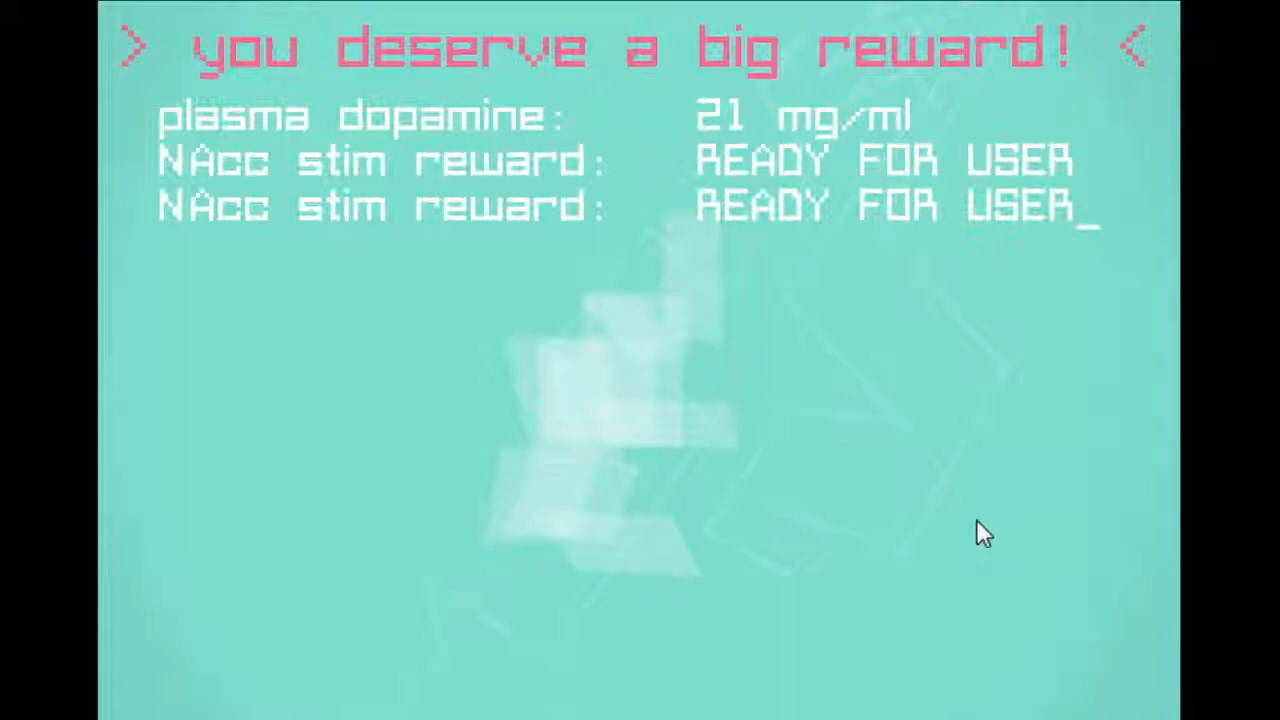 > you deserve a big reward! <
plasma dopamine: 21 mg/ml
NAcc stim reward: READY FOR USER
NAcc stim reward: READY FOR USER_